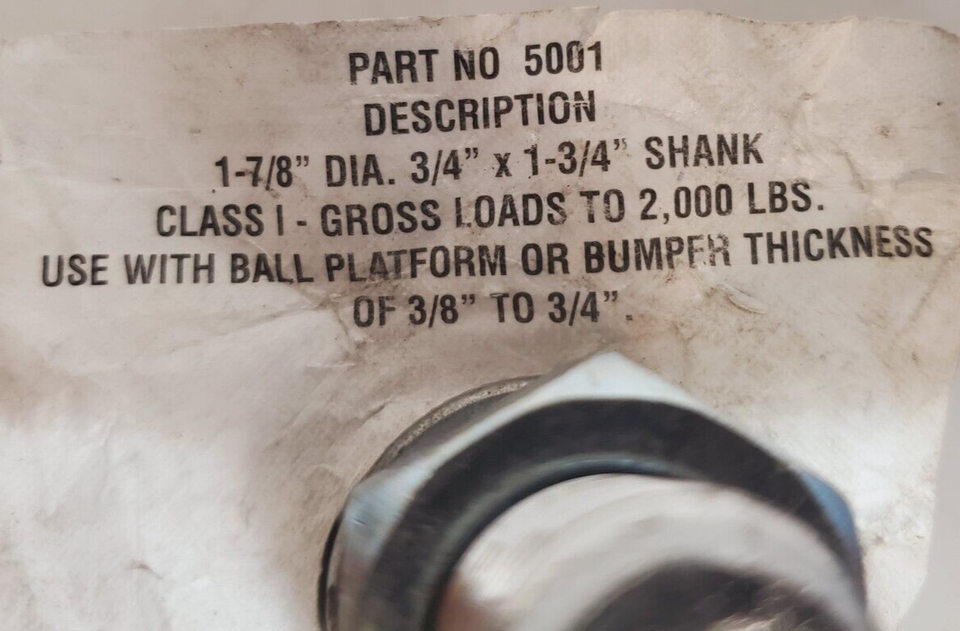 PART NO 5001
DESCRIPTION
1-7/8” DIA. 3/4” x 1-3/4” SHANK
CLASS I - GROSS LOADS TO 2,000 LBS.
USE WITH BALL PLATFORM OR BUMPER THICKNESS
OF 3/8” TO 3/4”.